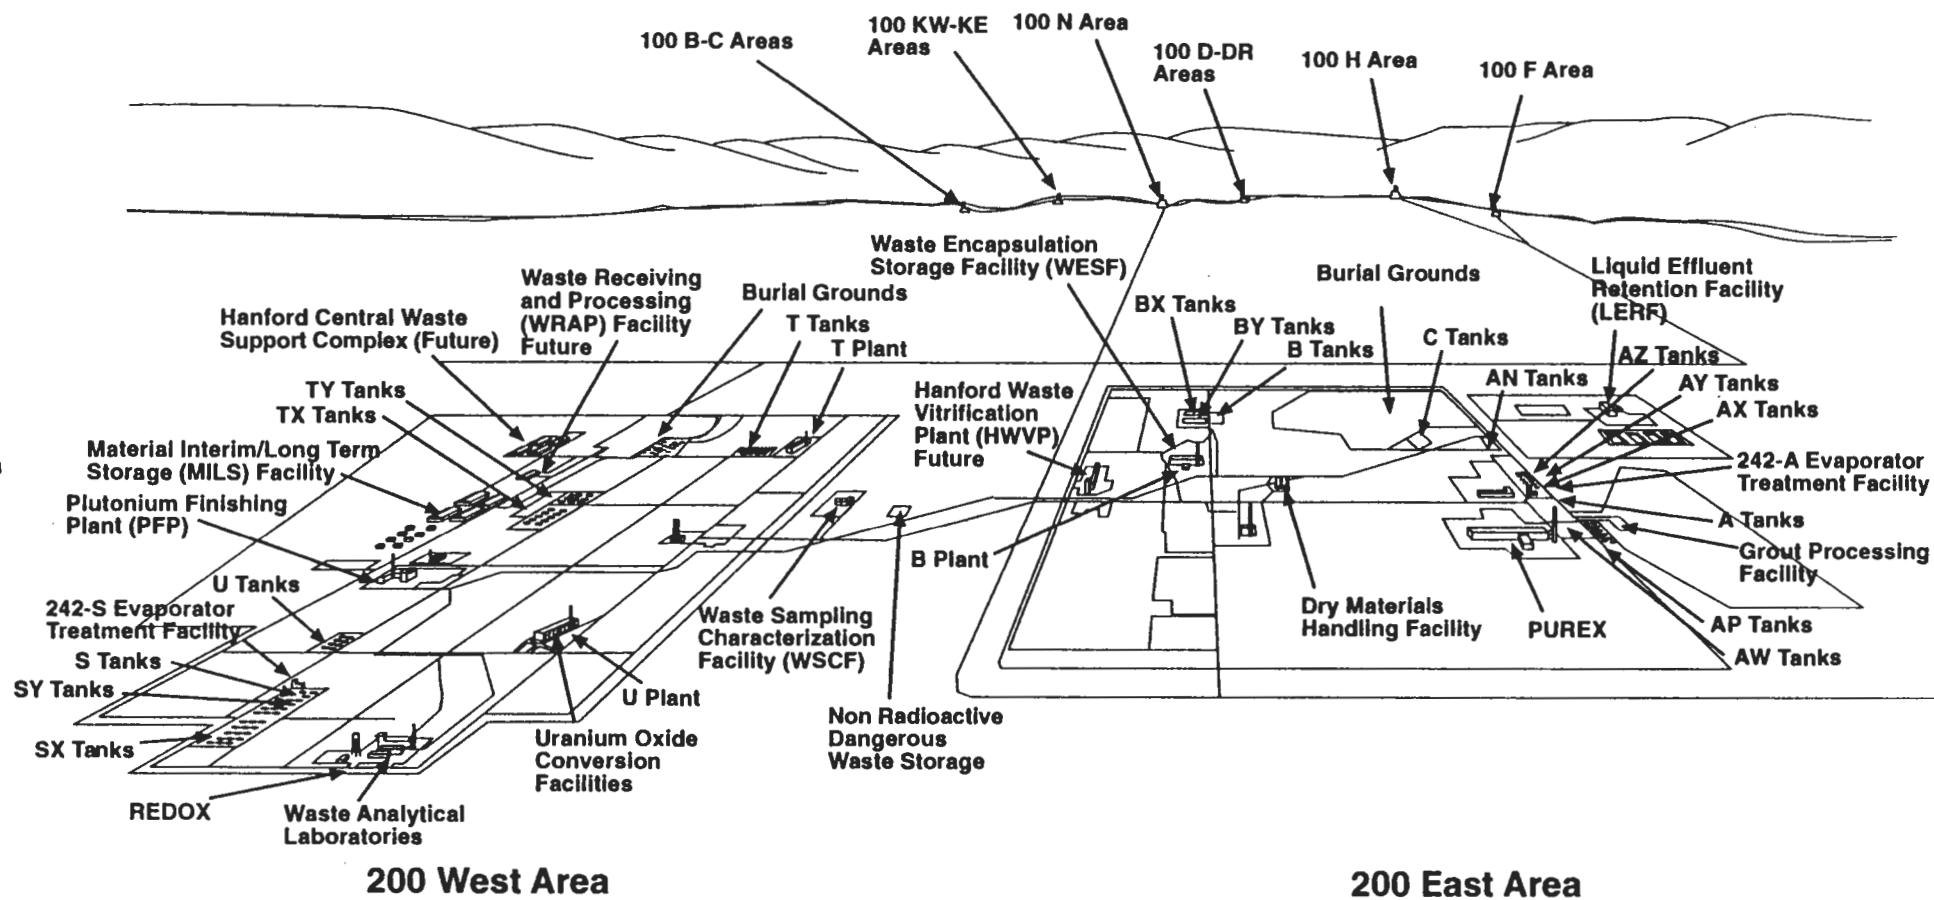 100 B-C Areas
100 KW-KE
Areas
100 N Area
100 D-DR
Areas
100 H Area
100 F Area
Waste Encapsulation
Storage Facility (WESF)
Burial Grounds
Liquid Effluent
Retention Facility
(LERF)
Waste Receiving
and Processing
(WRAP) Facility
Future
Burial Grounds
Hanford Central Waste
Support Complex (Future)
T Tanks
T Plant
BX Tanks
BY Tanks
B Tanks
C Tanks
AZ Tanks
AN Tanks
AY Tanks
AX Tanks
TY Tanks
TX Tanks
Hanford Waste
Vitrification
Plant (HWVP)
Future
Material Interim/Long Term
Storage (MILS) Facility
242-A Evaporator
Treatment Facility
Plutonium Finishing
Plant (PFP)
A Tanks
B Plant
Grout Processing
Facility
U Tanks
242-S Evaporator
Treatment Facility
Waste Sampling
Characterization
Facility (WSCF)
Dry Materials
Handling Facility
PUREX
AP Tanks
AW Tanks
S Tanks
SY Tanks
SX Tanks
U Plant
Non Radioactive
Dangerous
Waste Storage
Uranium Oxide
Conversion
Facilities
REDOX
Waste Analytical
Laboratories
200 West Area
200 East Area